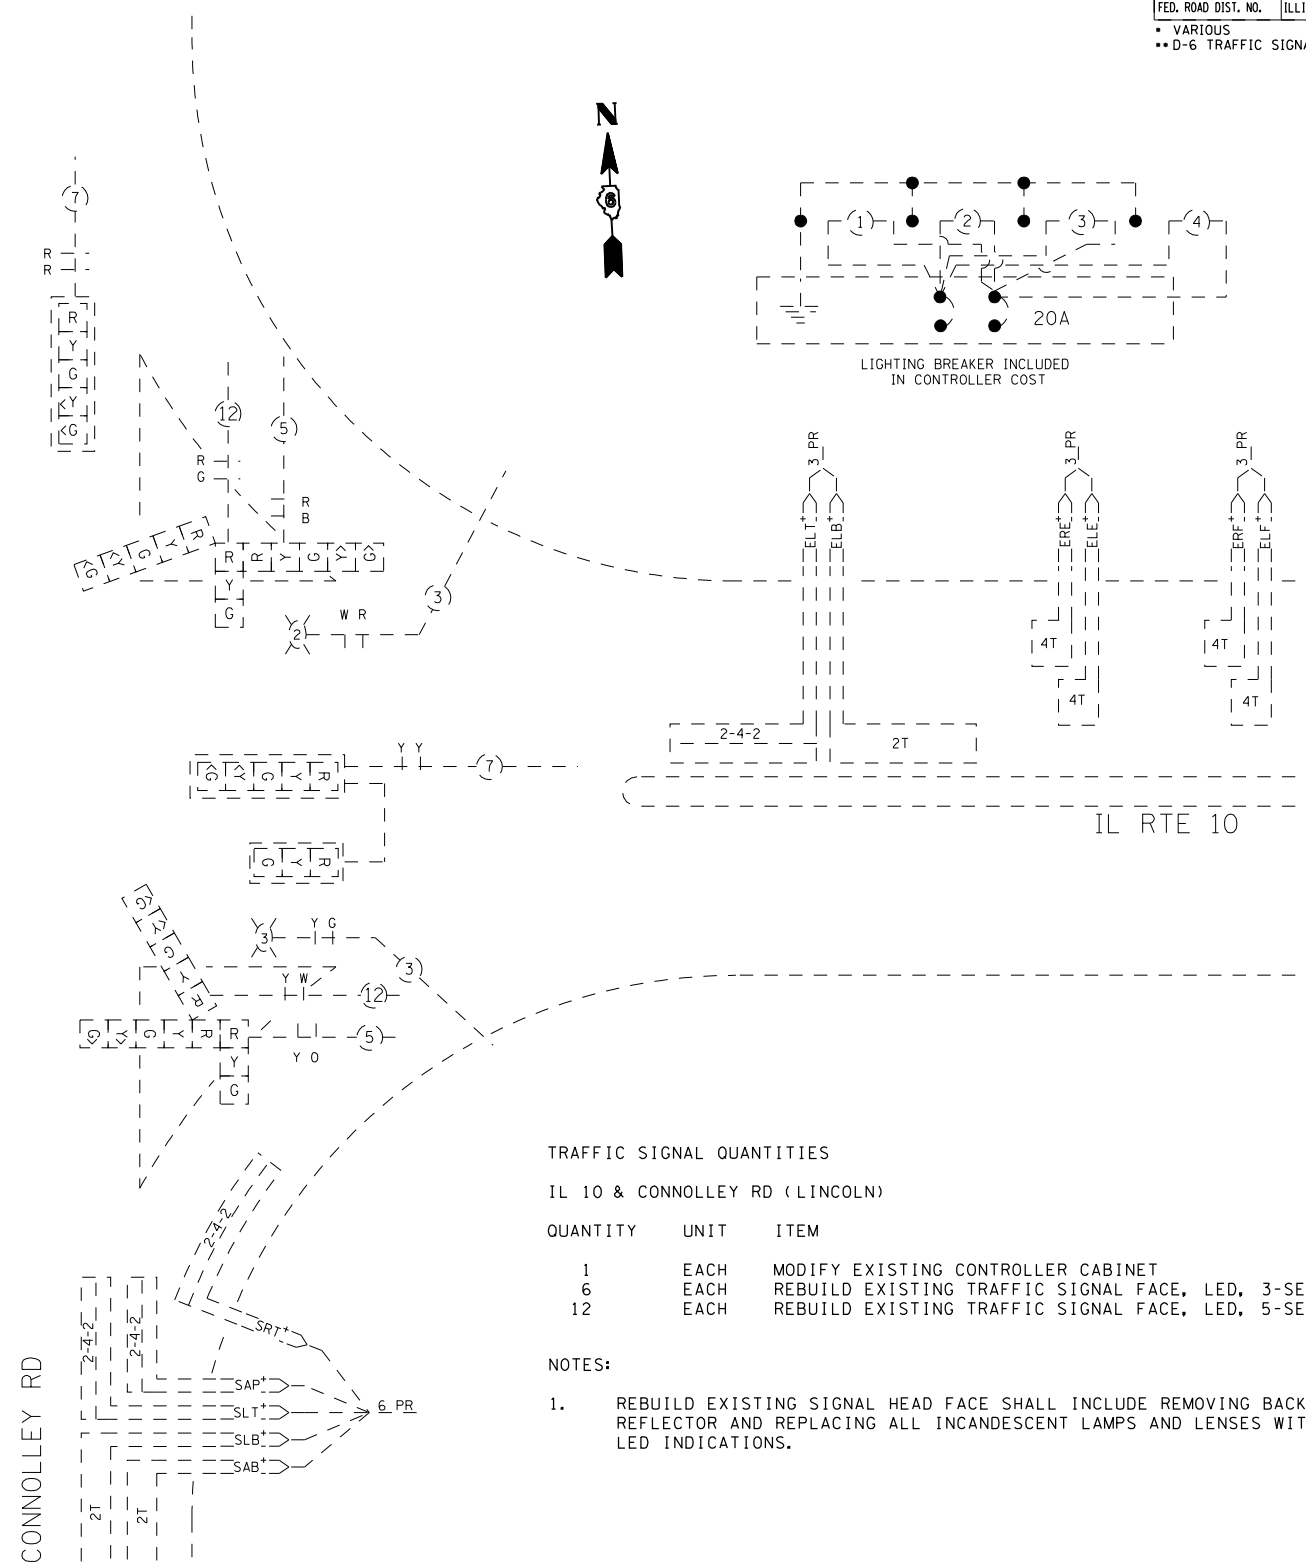 FED. ROAD DIST. NO. ILLI
* VARIOUS
** D-6 TRAFFIC SIGNA
N
6
7
R
R
R
Y
G
<Y
<G
1
2
3
4
20A
LIGHTING BREAKER INCLUDED
IN CONTROLLER COST
12
5
R
G
R
B
R
Y
G
<Y
<G
R
R
Y
G
Y>
G>
Y
G
W R
3
2
3 PR
3 PR
3 PR
ELT+
ELB+
ERE+
ELE+
ERF+
ELF+
4T
4T
4T
4T
2-4-2
2T
Y Y
7
<G
<Y
G
Y
R
G
Y
R
IL RTE 10
<G
<Y
G
Y
R
3
Y G
3
Y W
12
G>
Y>
G
Y
R
R
Y
G
5
Y O
2-4-2
2-4-2
2-4-2
SRT+
SAP+
SLT+
SLB+
SAB+
6 PR
2T
2T
CONNOLLEY RD
TRAFFIC SIGNAL QUANTITIES
IL 10 & CONNOLLEY RD (LINCOLN)
QUANTITY UNIT ITEM
1 EACH MODIFY EXISTING CONTROLLER CABINET
6 EACH REBUILD EXISTING TRAFFIC SIGNAL FACE, LED, 3-SE
12 EACH REBUILD EXISTING TRAFFIC SIGNAL FACE, LED, 5-SE
NOTES:
1. REBUILD EXISTING SIGNAL HEAD FACE SHALL INCLUDE REMOVING BACK
REFLECTOR AND REPLACING ALL INCANDESCENT LAMPS AND LENSES WIT
LED INDICATIONS.